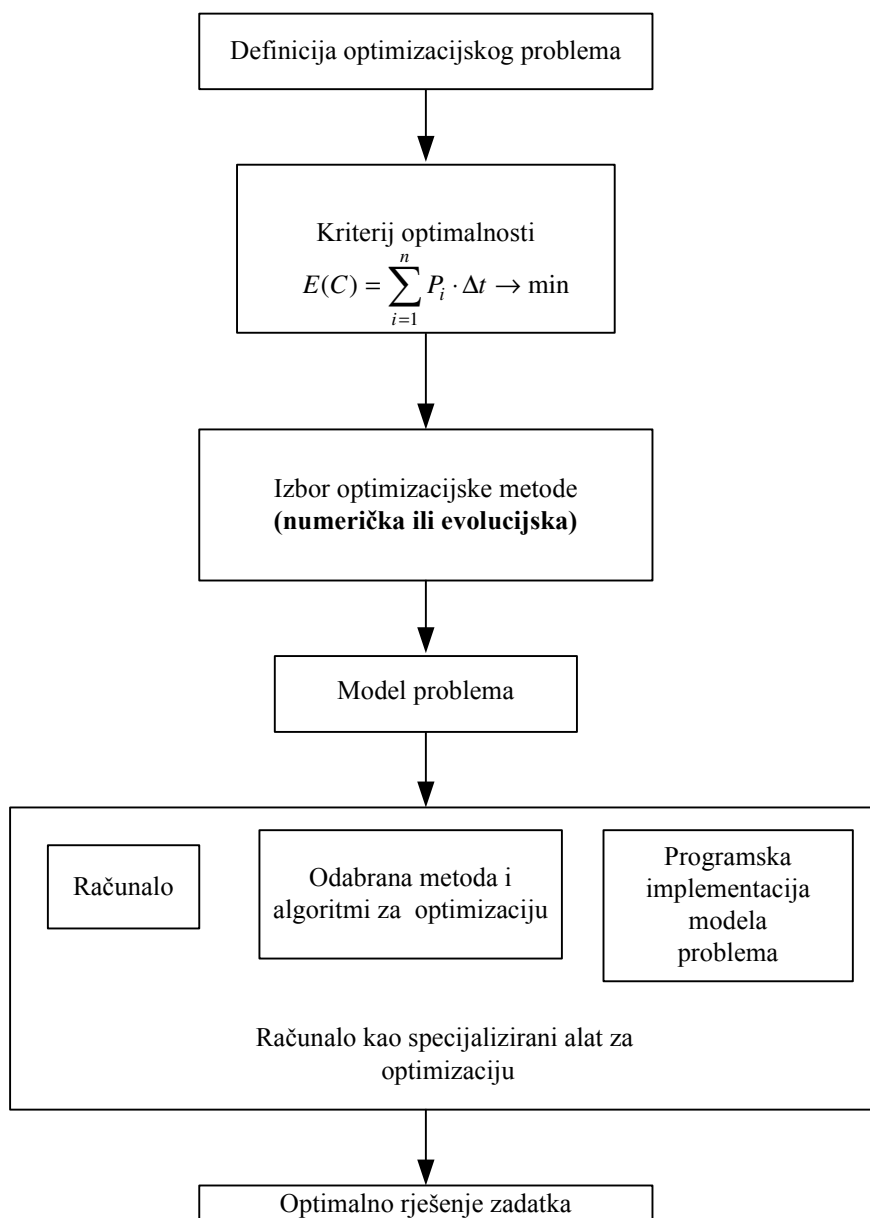 Definicija optimizacijskog problema
Kriterij optimalnosti
E(C) = \sum_{i=1}^{n} P_i · Δt → min
Izbor optimizacijske metode
(numerička ili evolucijska)
Model problema
Računalo
Odabrana metoda i
algoritmi za optimizaciju
Programska
implementacija
modela
problema
Računalo kao specijalizirani alat za
optimizaciju
Optimalno rješenje zadatka